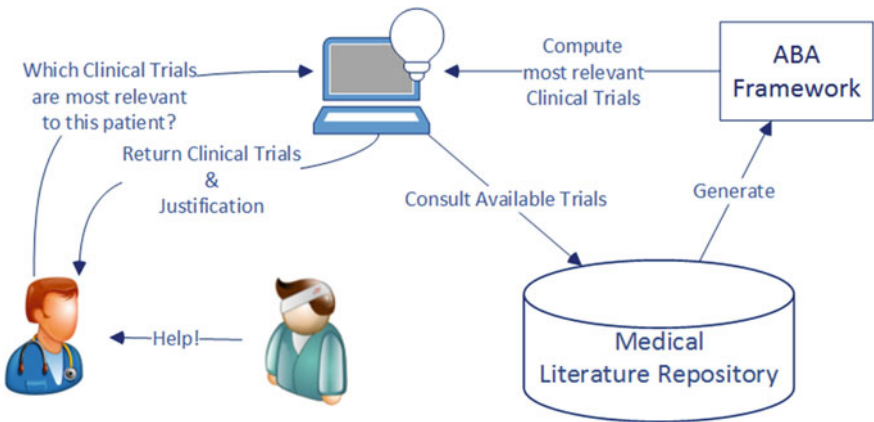 Which Clinical Trials
are most relevant
to this patient?
Compute
most relevant
Clinical Trials
ABA
Framework
Return Clinical Trials
&
Justification
Consult Available Trials
Generate
Help!
Medical
Literature Repository